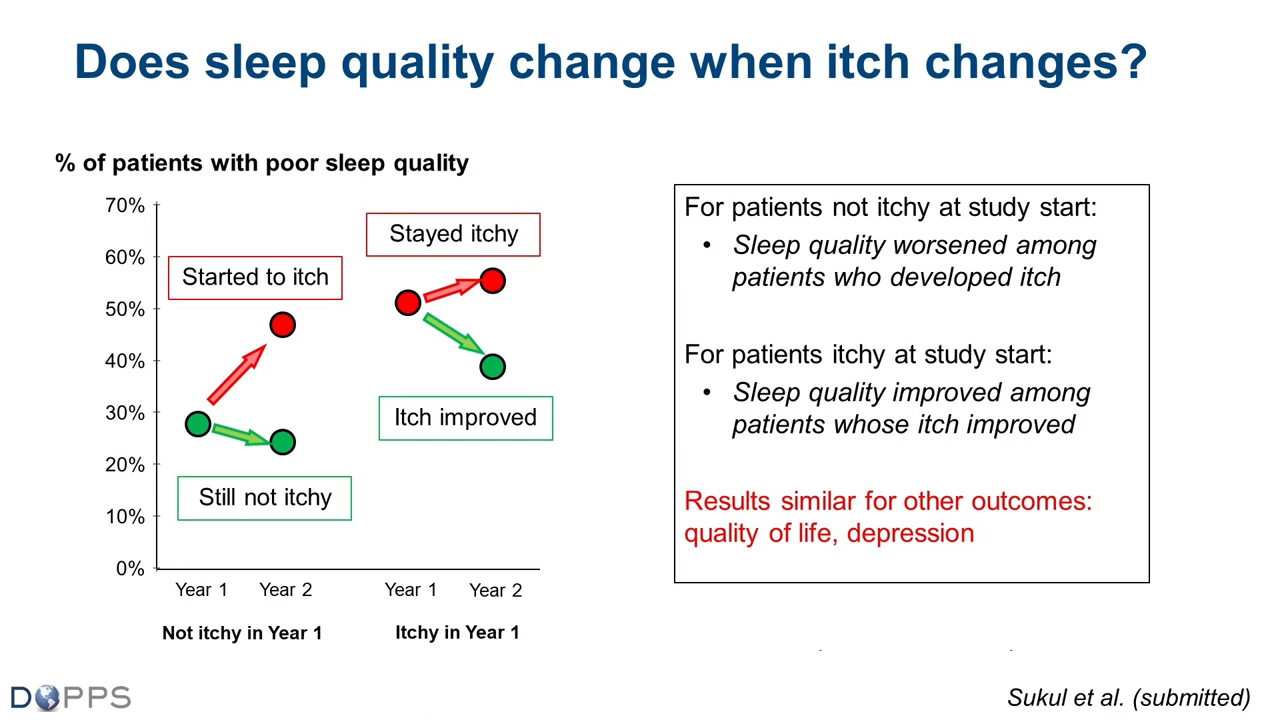 Does sleep quality change when itch changes?
% of patients with poor sleep quality
70%
60%
50%
40%
30%
20%
10%
0%
Started to itch
Still not itchy
Stayed itchy
Itch improved
Year 1
Year 2
Year 1
Year 2
Not itchy in Year 1
Itchy in Year 1
For patients not itchy at study start:
• Sleep quality worsened among
patients who developed itch
For patients itchy at study start:
• Sleep quality improved among
patients whose itch improved
Results similar for other outcomes:
quality of life, depression
DOPPS
Sukul et al. (submitted)